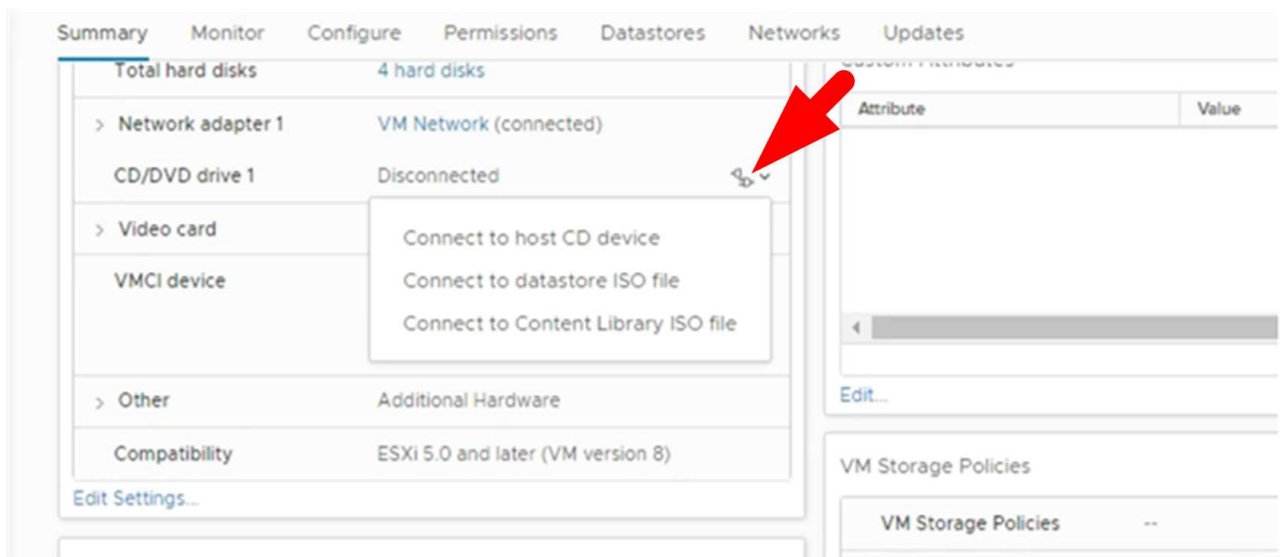 Summary Monitor Configure Permissions Datastores Networks Updates
Total hard disks 4 hard disks
Network adapter 1 VM Network (connected)
CD/DVD drive 1 Disconnected
Connect to host CD device
Connect to datastore ISO file
Connect to Content Library ISO file
Video card
VMCI device
Other Additional Hardware
Compatibility ESXi 5.0 and later (VM version 8)
Edit Settings...
Custom Attributes
Attribute Value
Edit...
VM Storage Policies
VM Storage Policies --